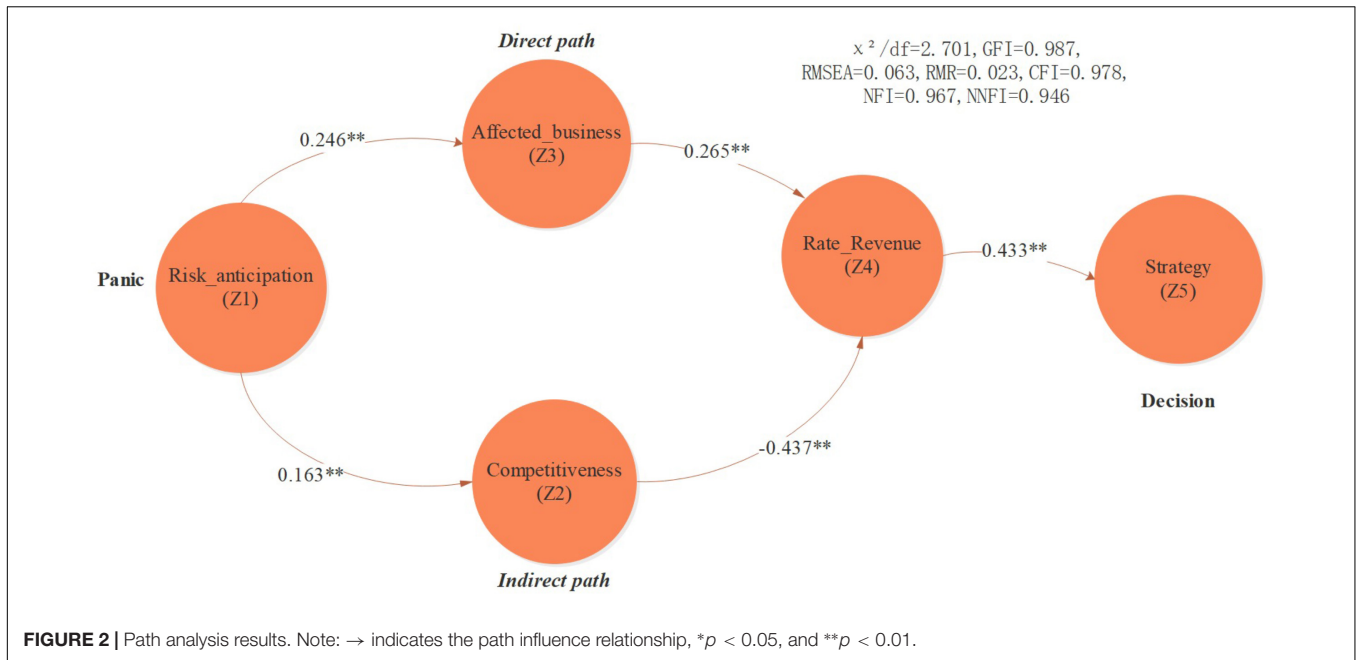 Direct path
χ²/df=2.701, GFI=0.987,
RMSEA=0.063, RMR=0.023, CFI=0.978,
NFI=0.967, NNFI=0.946
Affected_business
(Z3)
0.246**
0.265**
Rate_Revenue
(Z4)
0.433**
Strategy
(Z5)
Panic
Risk_anticipation
(Z1)
Decision
0.163**
Competitiveness
(Z2)
-0.437**
Indirect path
FIGURE 2 | Path analysis results. Note: → indicates the path influence relationship, *p < 0.05, and **p < 0.01.